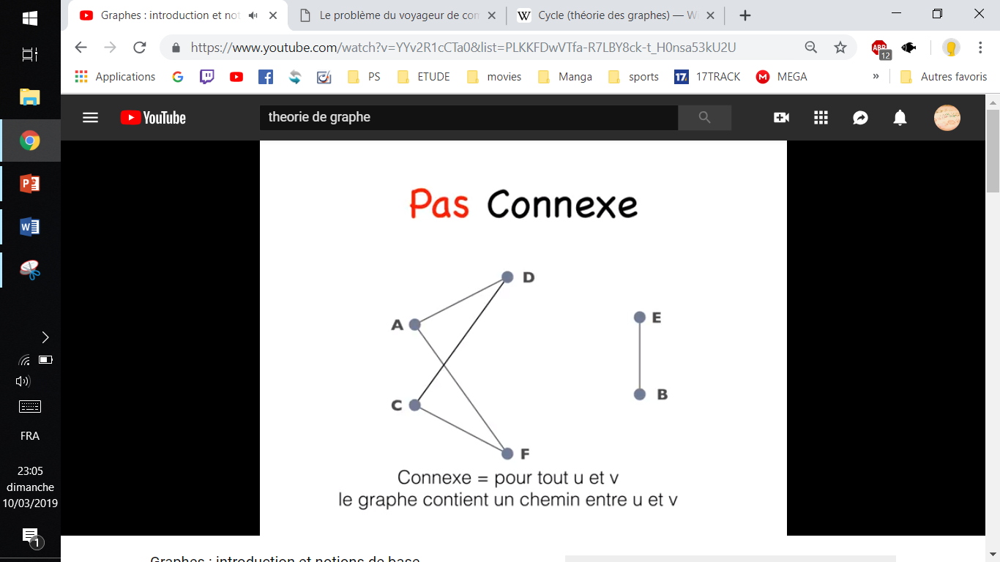 Graphes : introduction et not
Le problème du voyageur de con
W Cycle (théorie des graphes) — W
https://www.youtube.com/watch?v=YYv2R1cCTa0&list=PLKKFDwVTfa-R7LBY8ck-t_H0nsa53kU2U
ABP
12
Applications
PS
ETUDE
movies
Manga
sports
17TRACK
MEGA
»
Autres favoris
YouTube
theorie de graphe
Pas Connexe
D
A
E
C
B
F
Connexe = pour tout u et v
le graphe contient un chemin entre u et v
Graphes : introduction et notions de base
FRA
23:05
dimanche
10/03/2019
1